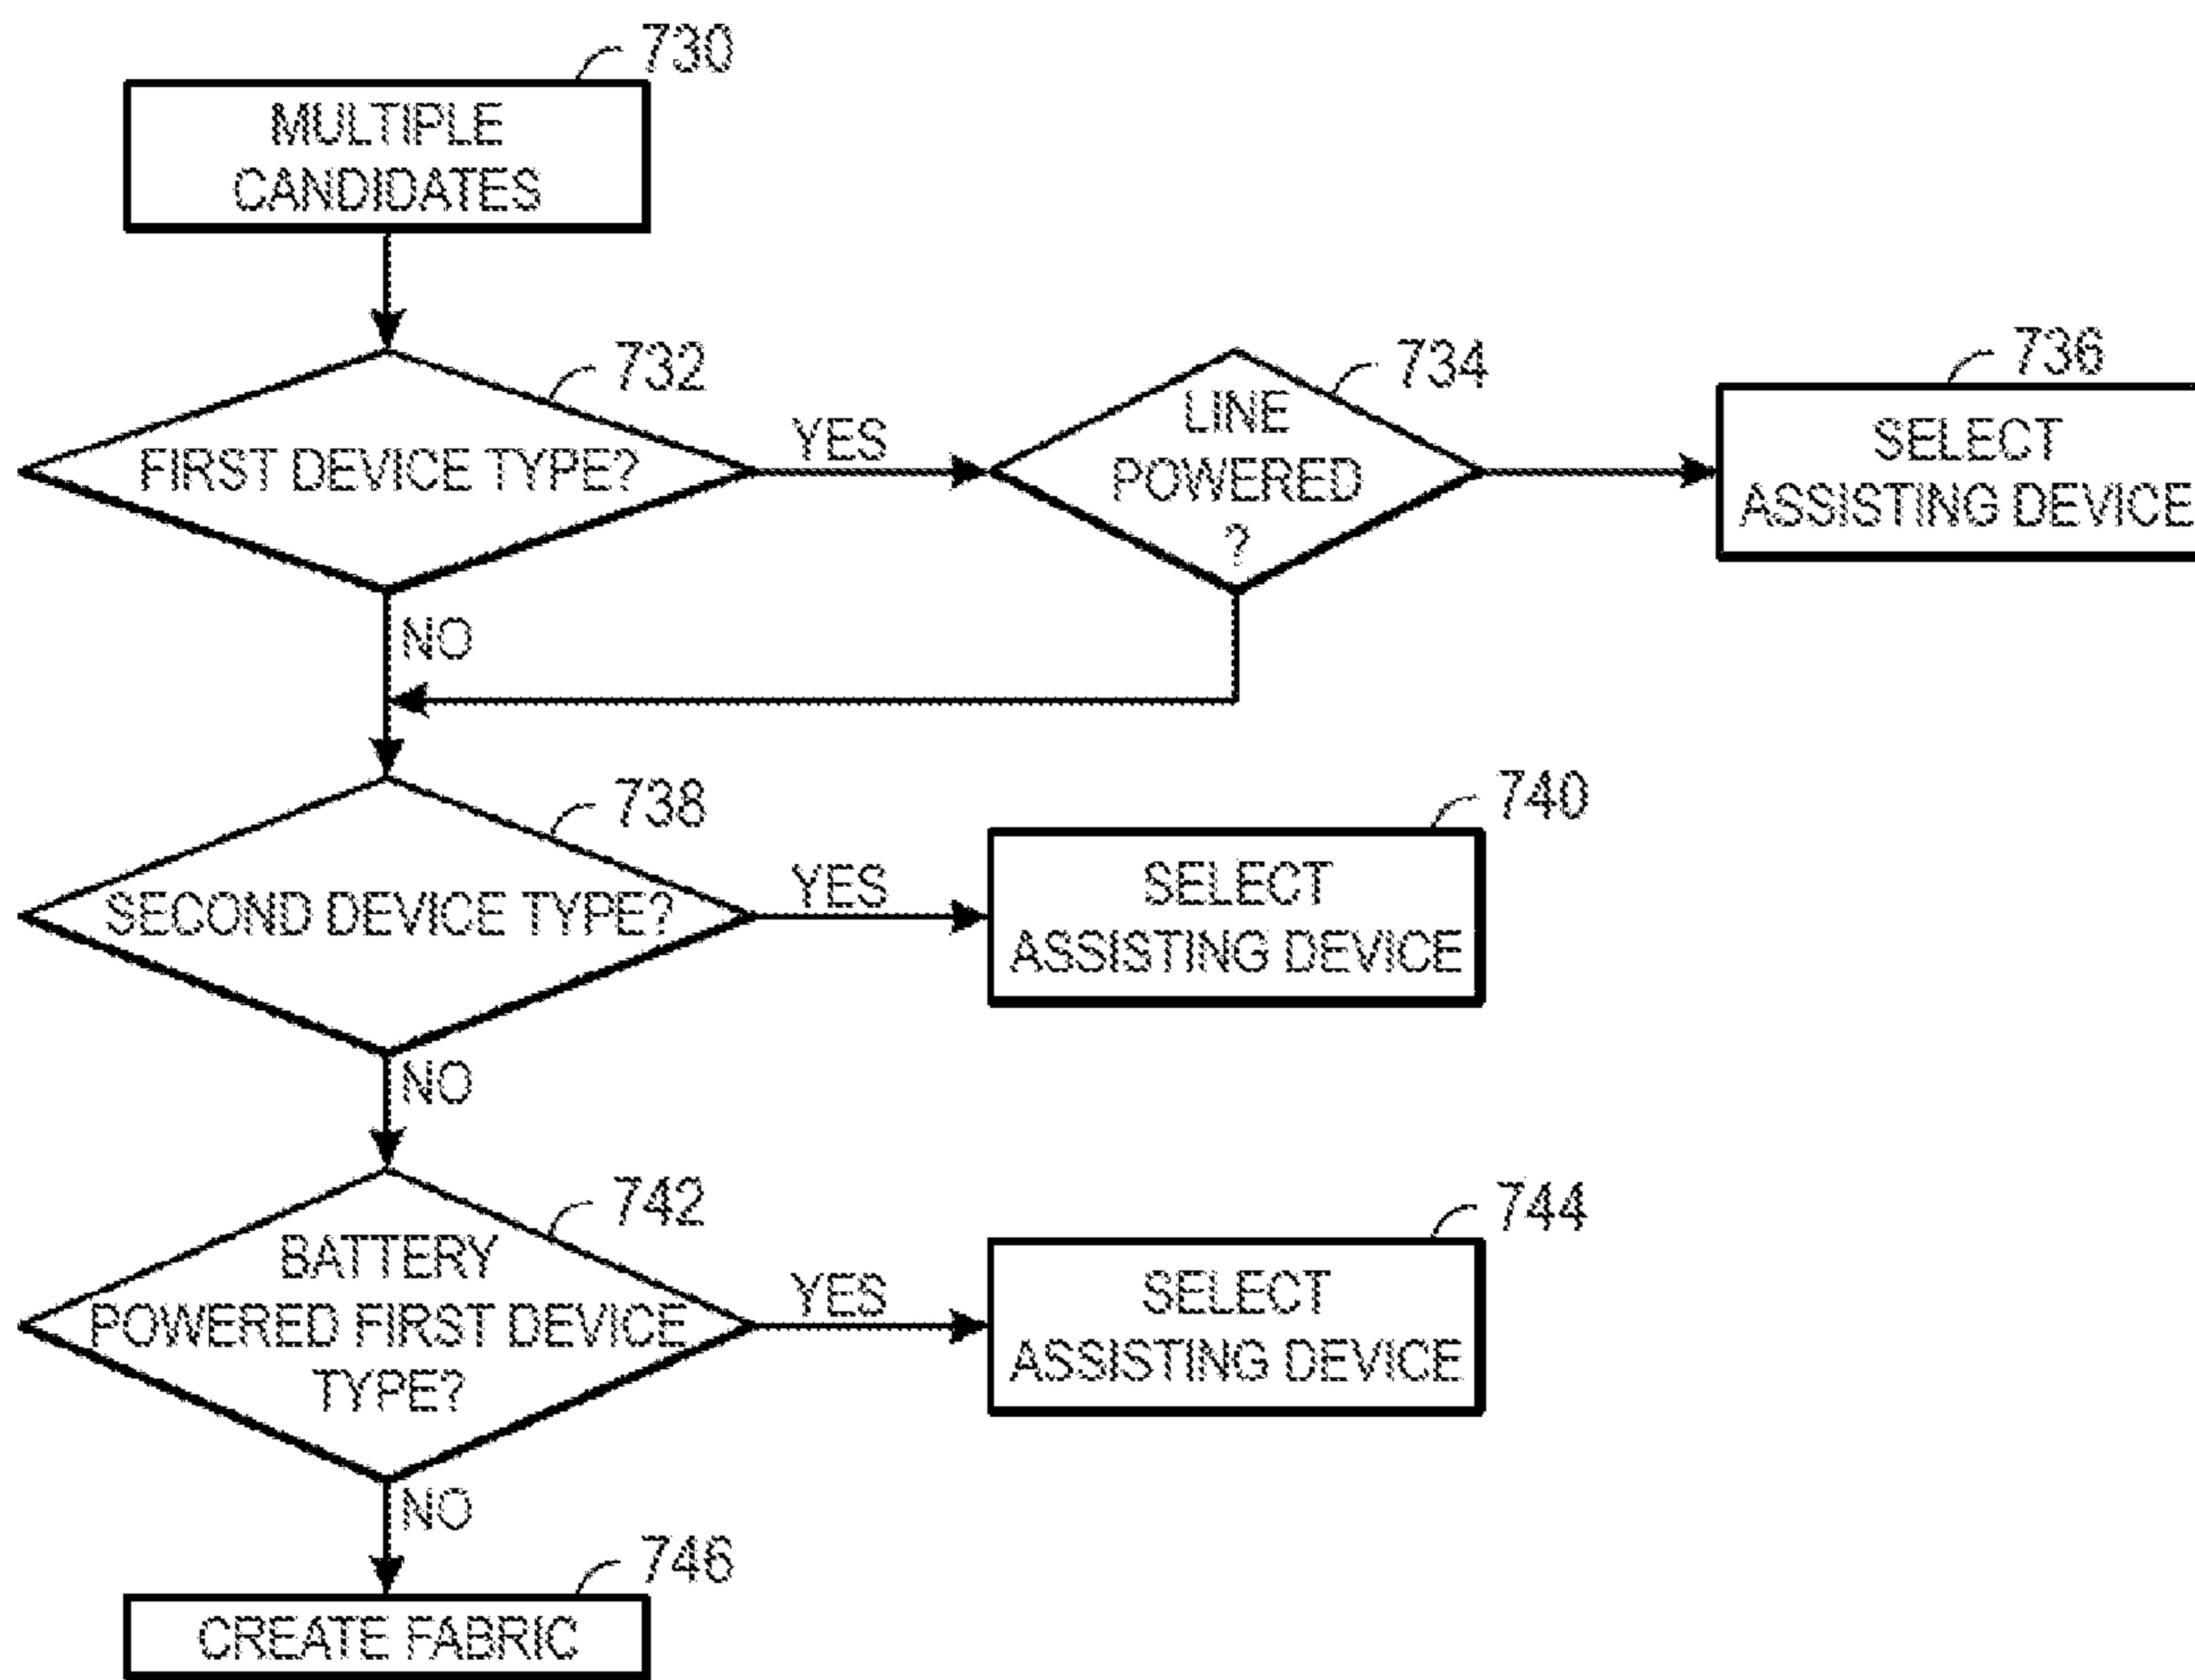 730
MULTIPLE
CANDIDATES
732
FIRST DEVICE TYPE?
YES
734
LINE
POWERED
?
736
SELECT
ASSISTING DEVICE
NO
738
SECOND DEVICE TYPE?
YES
740
SELECT
ASSISTING DEVICE
NO
742
BATTERY
POWERED FIRST DEVICE
TYPE?
YES
744
SELECT
ASSISTING DEVICE
NO
746
CREATE FABRIC